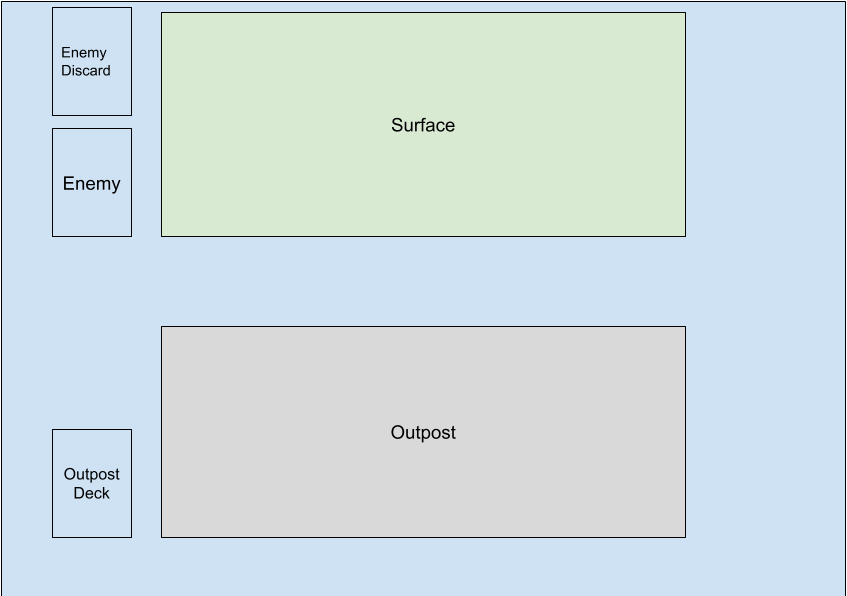 Enemy
Discard
Surface
Enemy
Outpost
Outpost
Deck